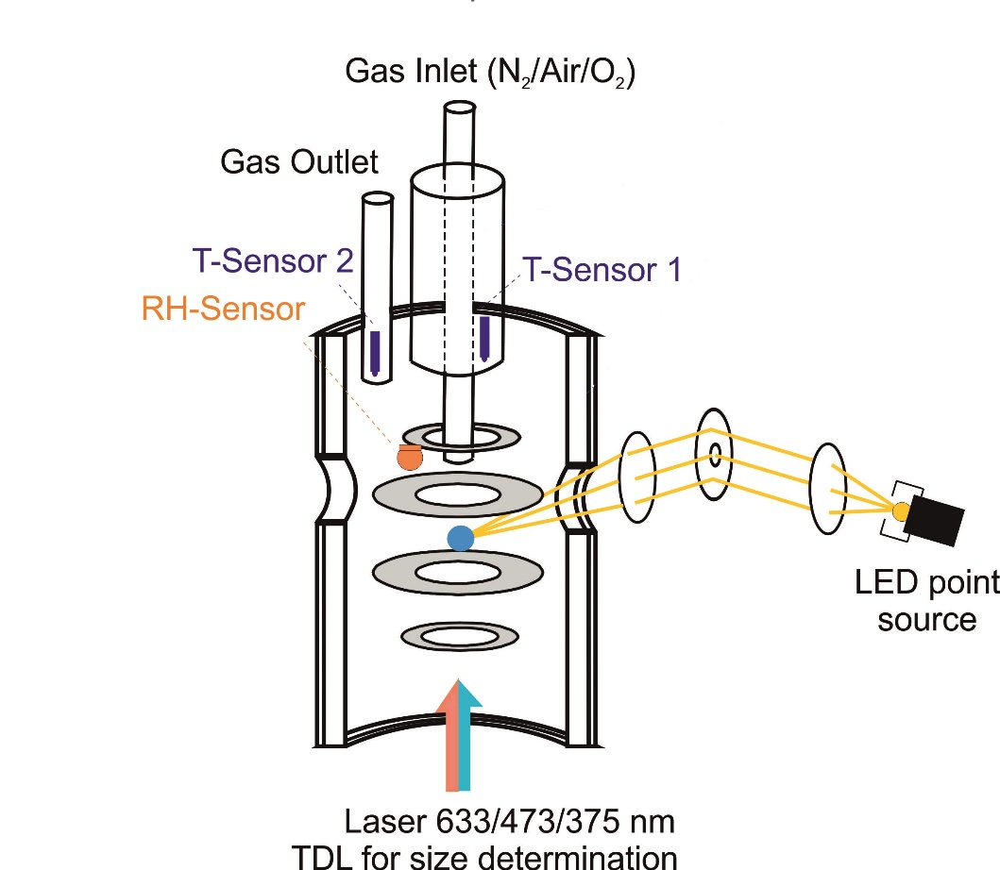 Gas Inlet (N₂/Air/O₂)
Gas Outlet
T-Sensor 2
T-Sensor 1
RH-Sensor
LED point
source
Laser 633/473/375 nm
TDL for size determination